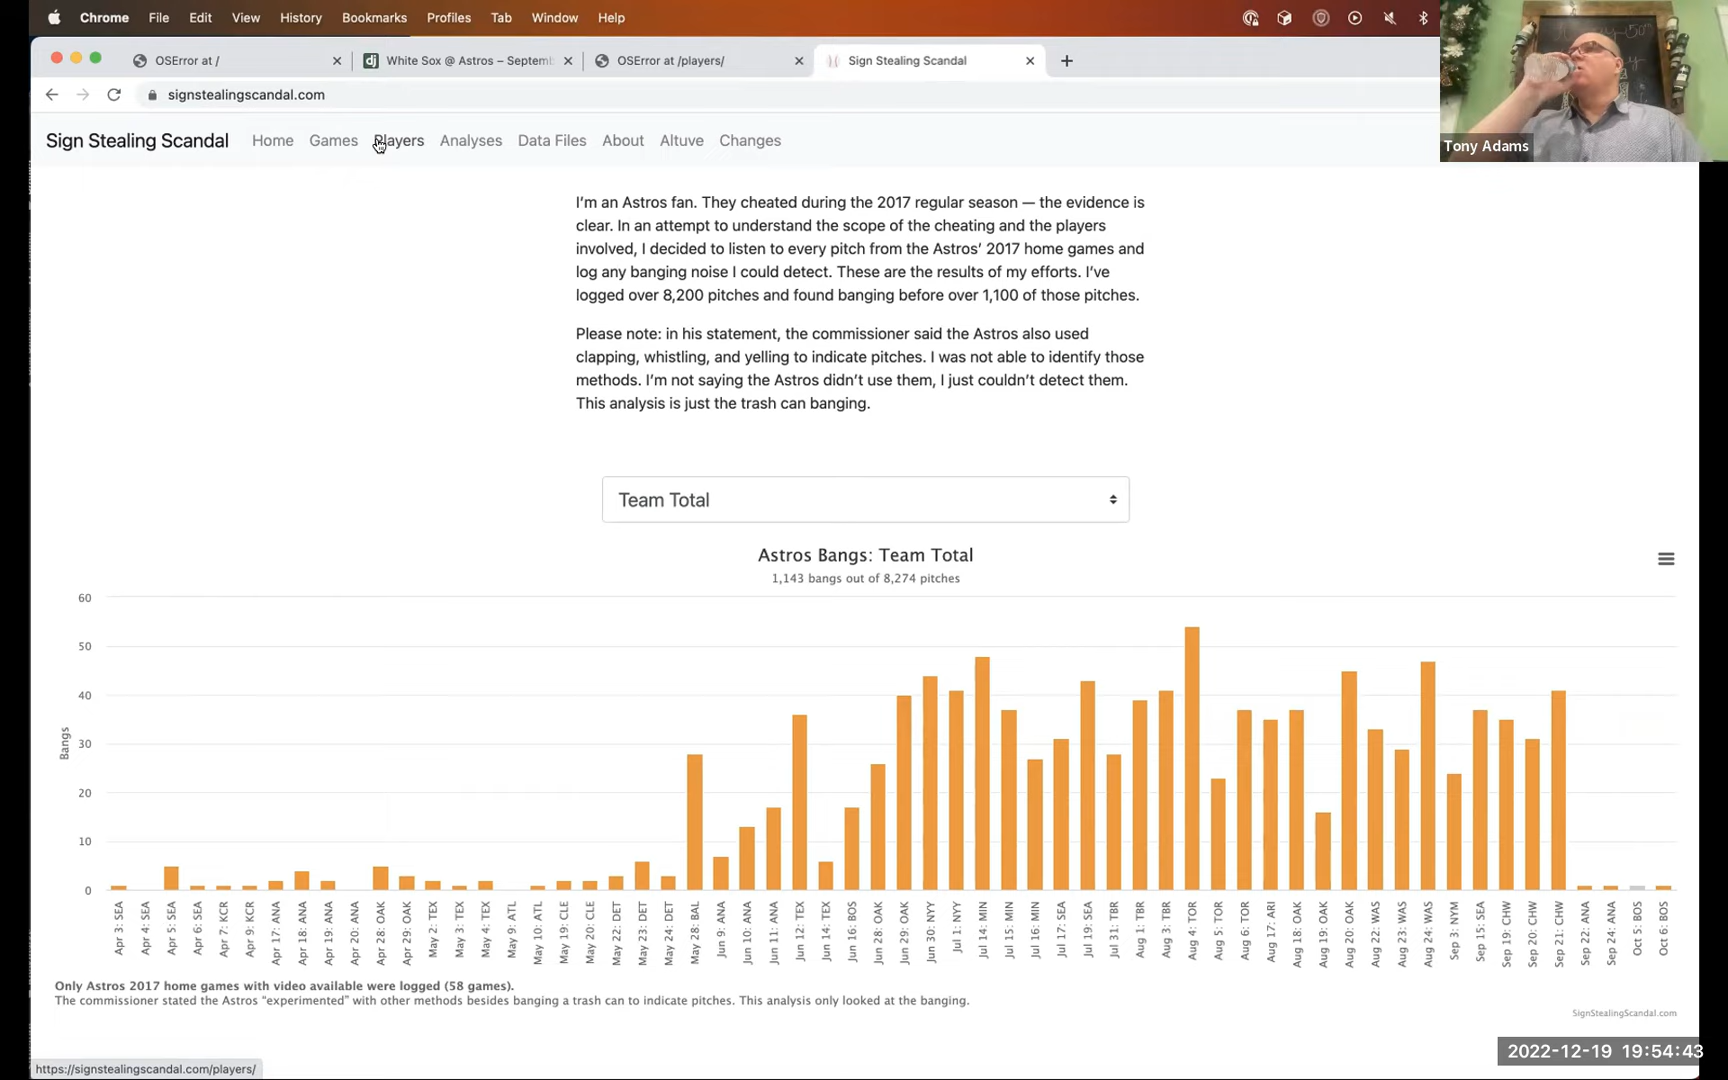 Chrome File Edit View History Bookmarks Profiles Tab Window Help
OSError at /
White Sox @ Astros – Septem
OSError at /players/
Sign Stealing Scandal
signstealingscandal.com
Sign Stealing Scandal Home Games Players Analyses Data Files About Altuve Changes
Tony Adams
I'm an Astros fan. They cheated during the 2017 regular season — the evidence is
clear. In an attempt to understand the scope of the cheating and the players
involved, I decided to listen to every pitch from the Astros' 2017 home games and
log any banging noise I could detect. These are the results of my efforts. I've
logged over 8,200 pitches and found banging before over 1,100 of those pitches.
Please note: in his statement, the commissioner said the Astros also used
clapping, whistling, and yelling to indicate pitches. I was not able to identify those
methods. I'm not saying the Astros didn't use them, I just couldn't detect them.
This analysis is just the trash can banging.
Team Total
Astros Bangs: Team Total
1,143 bangs out of 8,274 pitches
Bangs
60
50
40
30
20
10
0
Apr 3: SEA
Apr 4: SEA
Apr 5: SEA
Apr 6: SEA
Apr 7: KCR
Apr 9: KCR
Apr 17: ANA
Apr 18: ANA
Apr 19: ANA
Apr 20: ANA
Apr 28: OAK
Apr 29: OAK
May 2: TEX
May 3: TEX
May 4: TEX
May 9: ATL
May 10: ATL
May 19: CLE
May 20: CLE
May 22: DET
May 23: DET
May 24: DET
May 28: BAL
Jun 9: ANA
Jun 10: ANA
Jun 11: ANA
Jun 12: TEX
Jun 14: TEX
Jun 16: BOS
Jun 28: OAK
Jun 29: OAK
Jun 30: NYY
Jul 1: NYY
Jul 14: MIN
Jul 15: MIN
Jul 16: MIN
Jul 17: SEA
Jul 19: SEA
Jul 31: TBR
Aug 1: TBR
Aug 3: TBR
Aug 4: TOR
Aug 5: TOR
Aug 6: TOR
Aug 17: ARI
Aug 18: OAK
Aug 19: OAK
Aug 20: OAK
Aug 22: WAS
Aug 23: WAS
Aug 24: WAS
Sep 3: NYM
Sep 15: SEA
Sep 19: CHW
Sep 20: CHW
Sep 21: CHW
Sep 22: ANA
Sep 24: ANA
Oct 5: BOS
Oct 6: BOS
Only Astros 2017 home games with video available were logged (58 games).
The commissioner stated the Astros “experimented” with other methods besides banging a trash can to indicate pitches. This analysis only looked at the banging.
SignStealingScandal.com
2022-12-19 19:54:43
https://signstealingscandal.com/players/